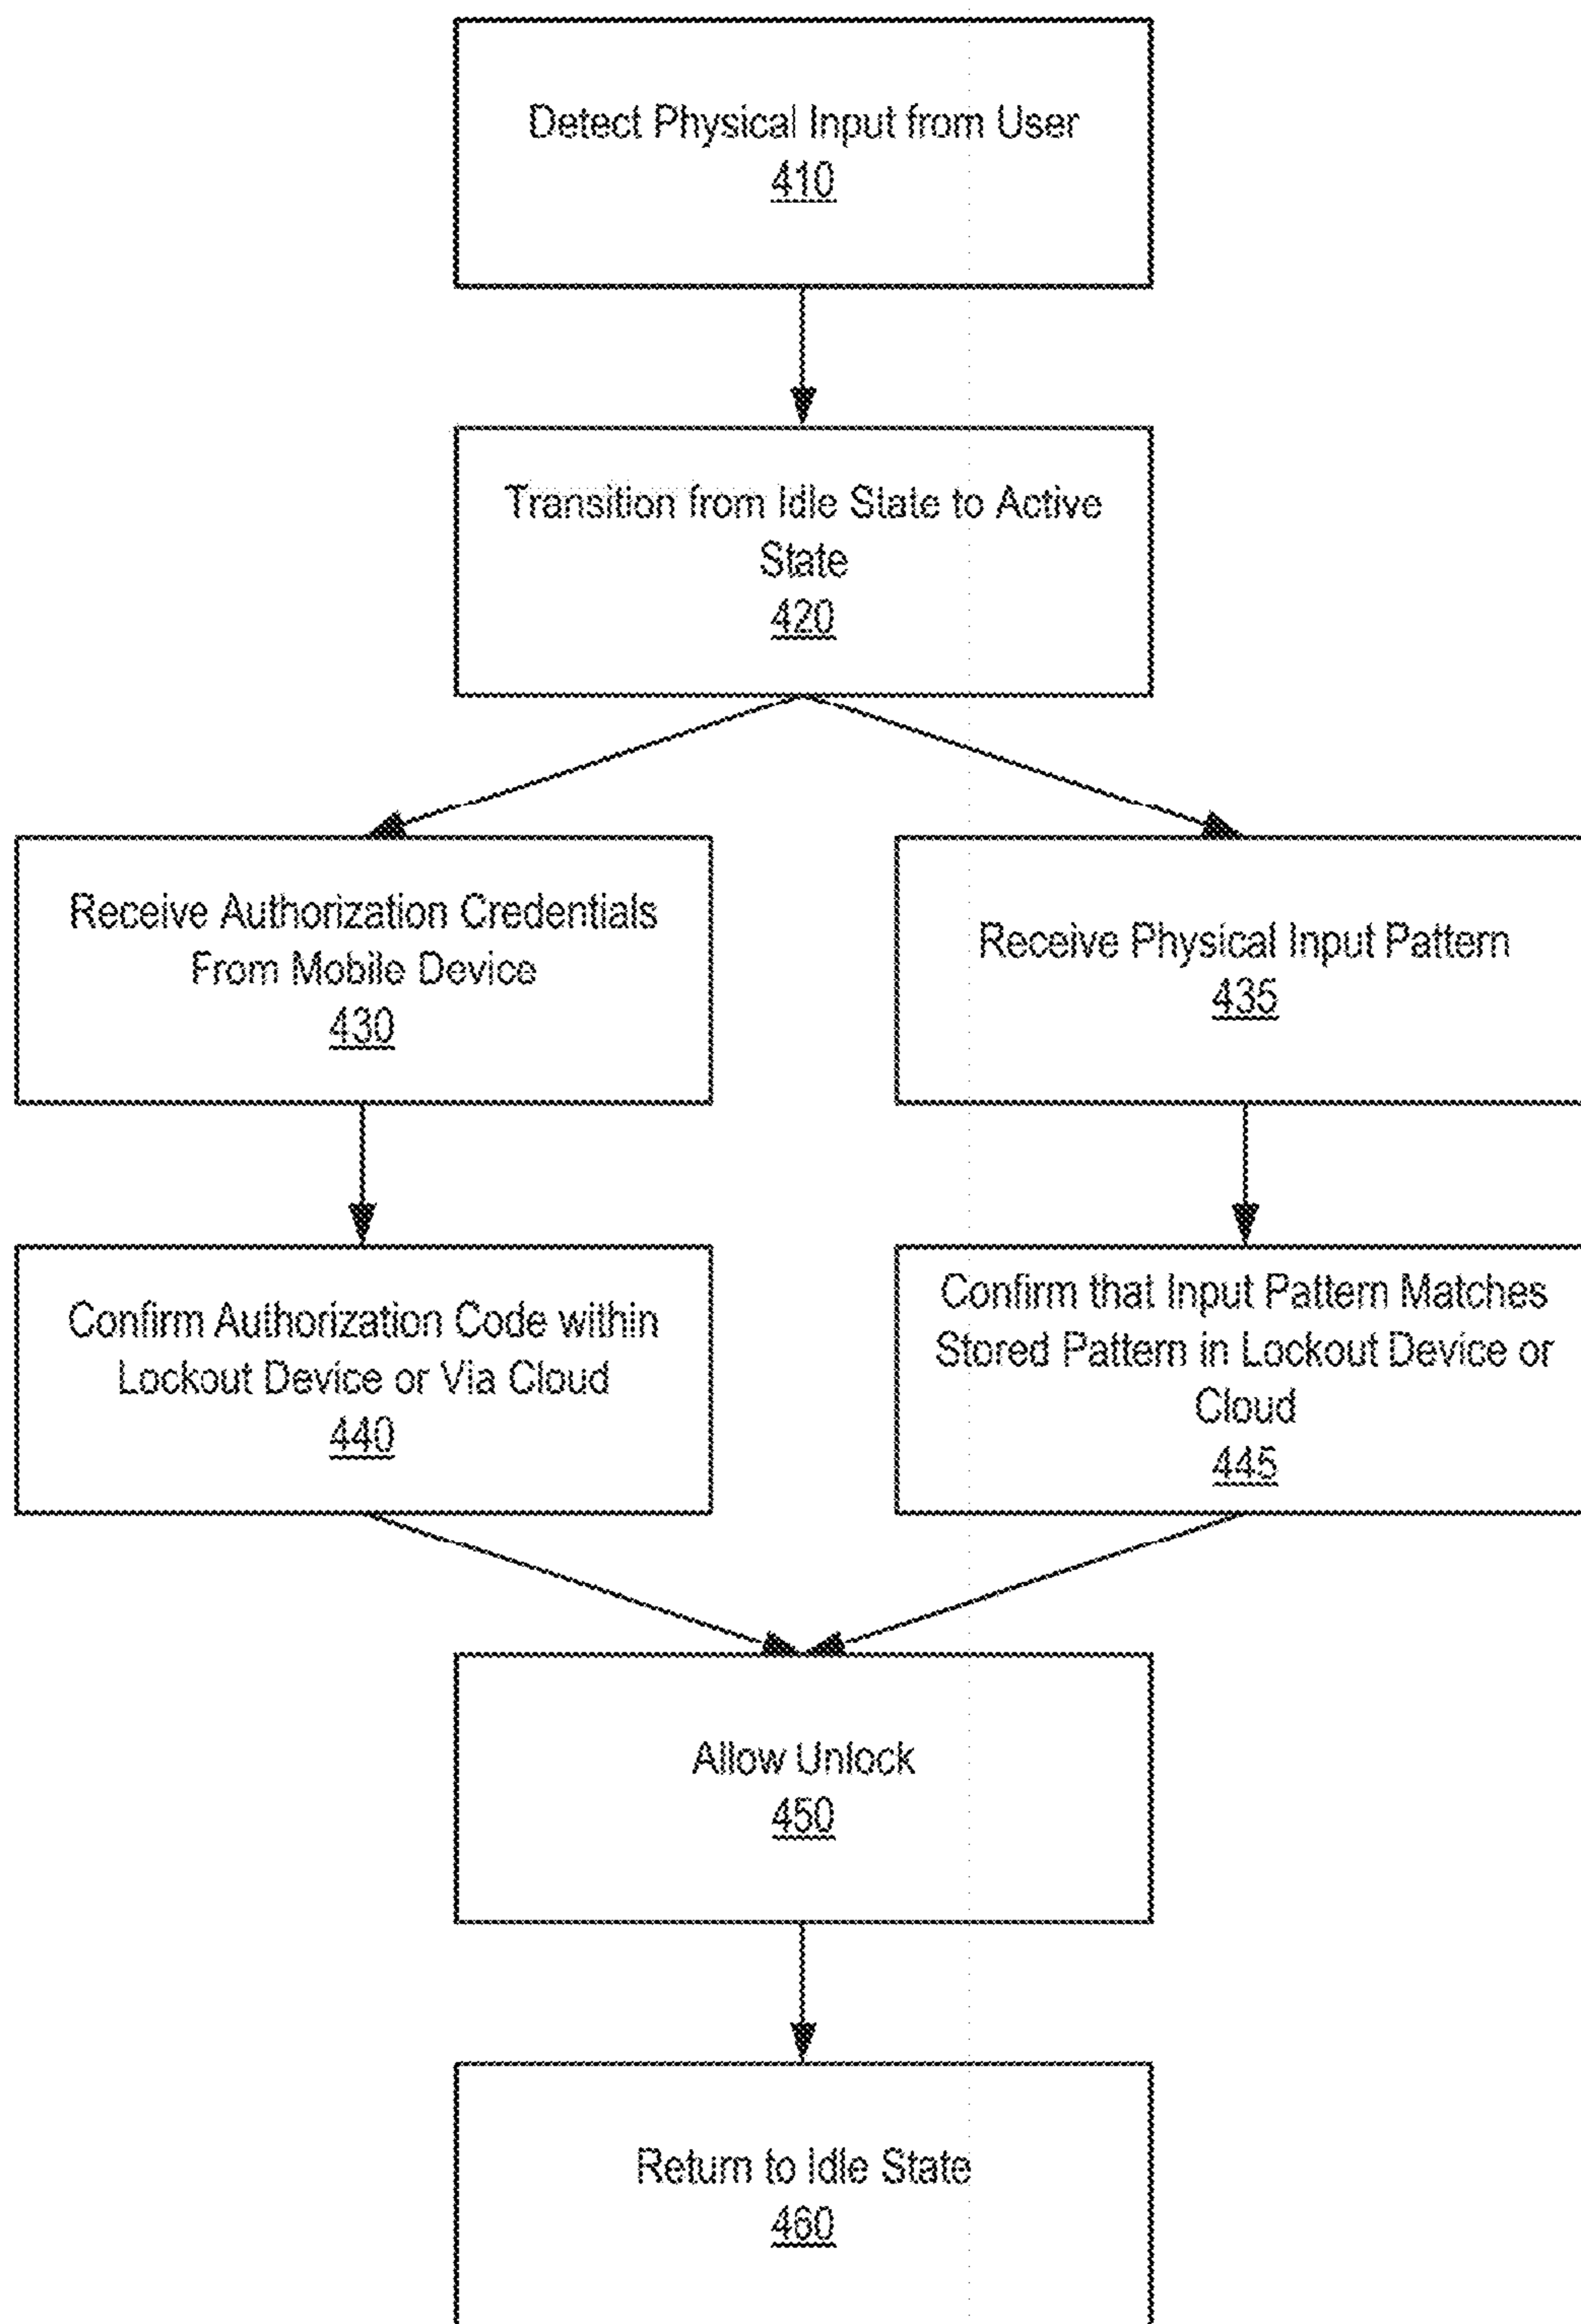 Detect Physical Input from User
410
Transition from Idle State to Active
State
420
Receive Authorization Credentials
From Mobile Device
430
Receive Physical Input Pattern
435
Confirm Authorization Code within
Lockout Device or Via Cloud
440
Confirm that Input Pattern Matches
Stored Pattern in Lockout Device or
Cloud
445
Allow Unlock
450
Return to Idle State
460